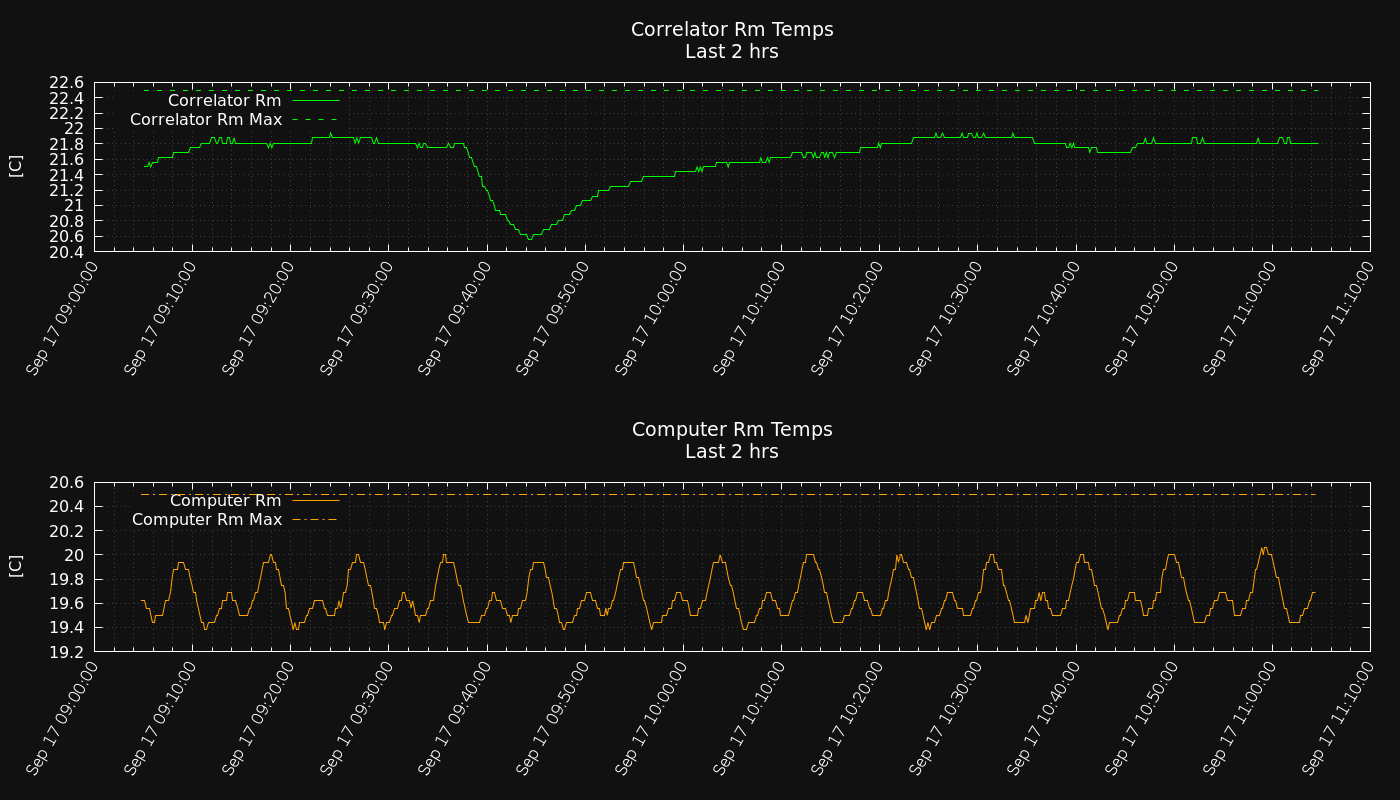 Correlator Rm Temps
Last 2 hrs
22.6
22.4
22.2
22
21.8
21.6
21.4
21.2
21
20.8
20.6
20.4
[C]
Correlator Rm
Correlator Rm Max
Sep 17 09:00:00
Sep 17 09:10:00
Sep 17 09:20:00
Sep 17 09:30:00
Sep 17 09:40:00
Sep 17 09:50:00
Sep 17 10:00:00
Sep 17 10:10:00
Sep 17 10:20:00
Sep 17 10:30:00
Sep 17 10:40:00
Sep 17 10:50:00
Sep 17 11:00:00
Sep 17 11:10:00
Computer Rm Temps
Last 2 hrs
20.6
20.4
20.2
20
19.8
19.6
19.4
19.2
[C]
Computer Rm
Computer Rm Max
Sep 17 09:00:00
Sep 17 09:10:00
Sep 17 09:20:00
Sep 17 09:30:00
Sep 17 09:40:00
Sep 17 09:50:00
Sep 17 10:00:00
Sep 17 10:10:00
Sep 17 10:20:00
Sep 17 10:30:00
Sep 17 10:40:00
Sep 17 10:50:00
Sep 17 11:00:00
Sep 17 11:10:00